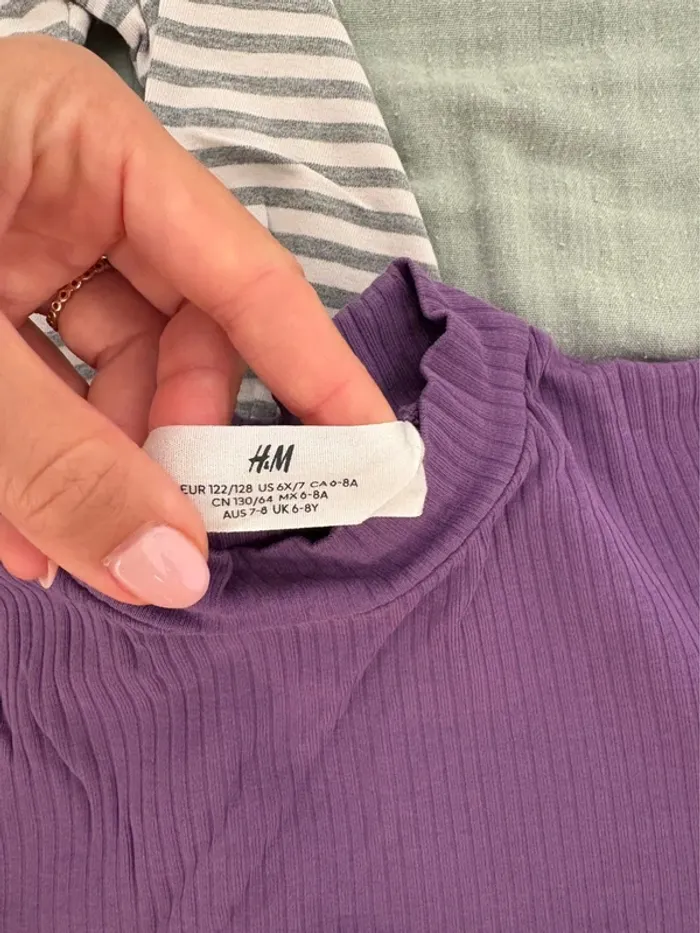 H&M
EUR 122/128 US 6X/7 CA 6-8A
CN 130/64 MX 6-8A
AUS 7-8 UK 6-8Y